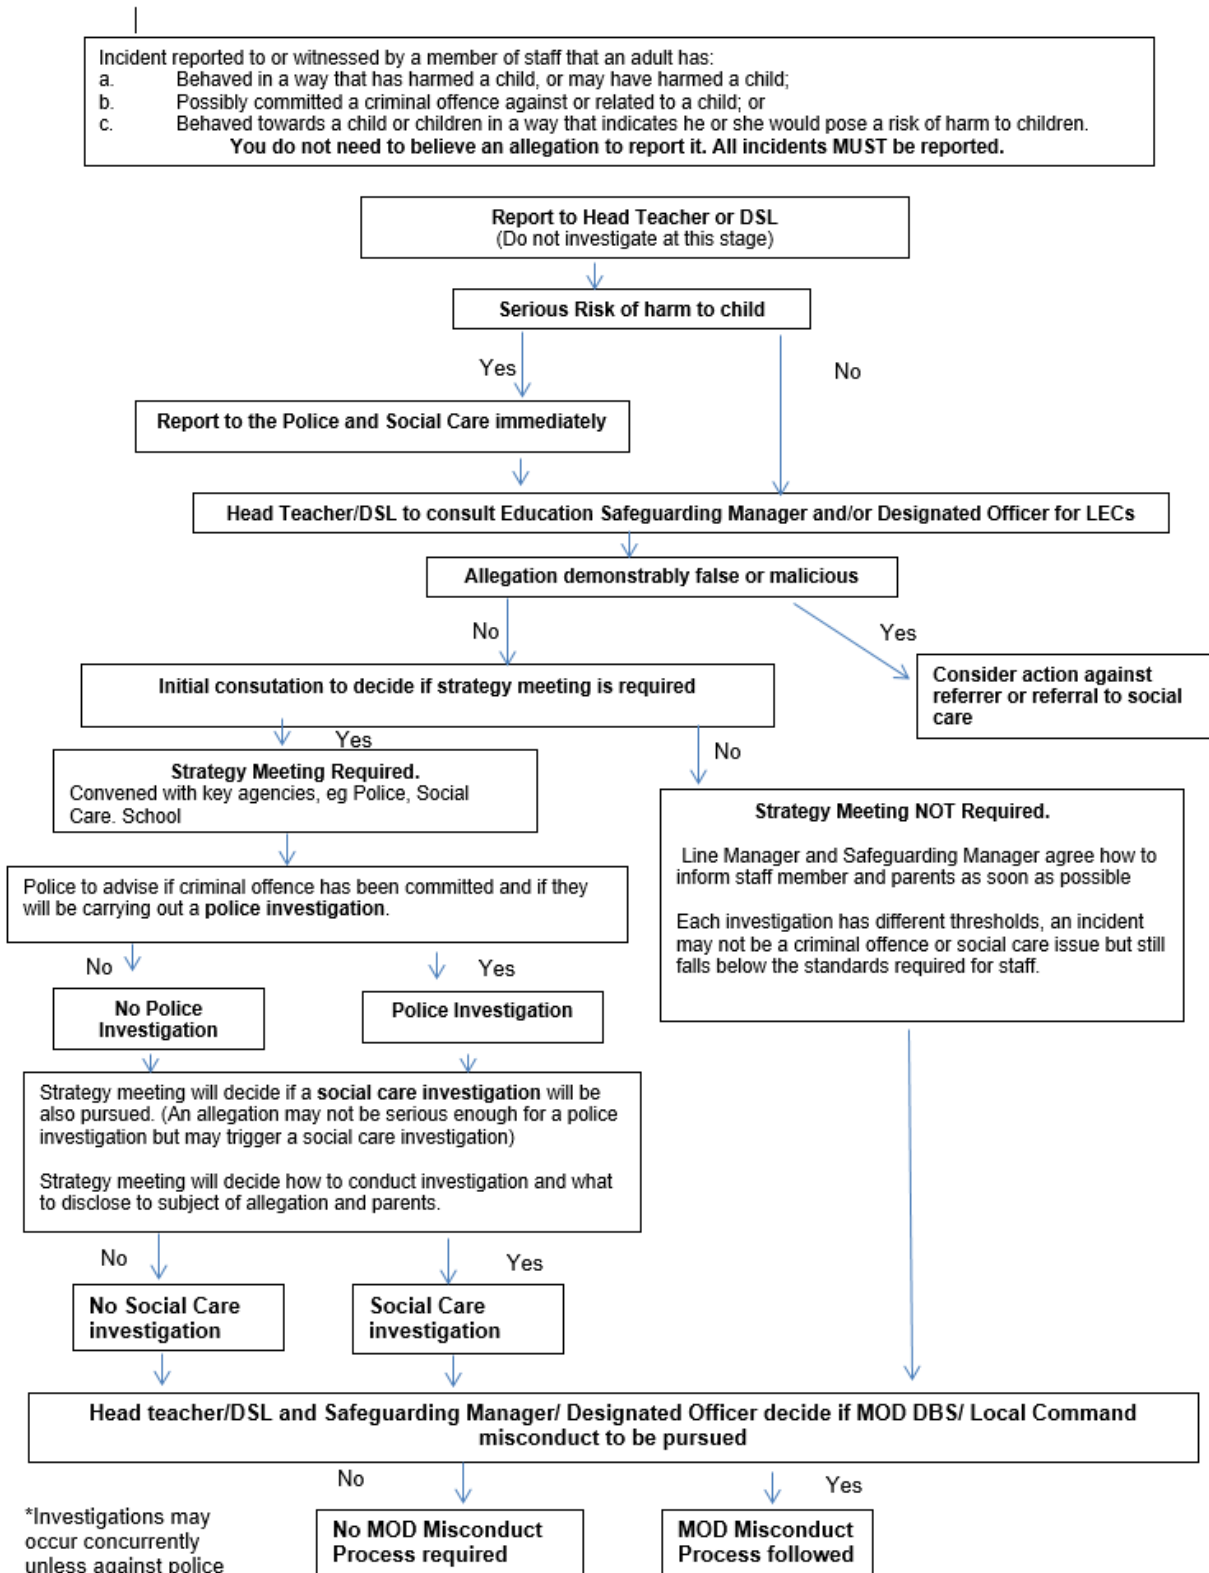 Incident reported to or witnessed by a member of staff that an adult has:
a. Behaved in a way that has harmed a child, or may have harmed a child;
b. Possibly committed a criminal offence against or related to a child; or
c. Behaved towards a child or children in a way that indicates he or she would pose a risk of harm to children.
You do not need to believe an allegation to report it. All incidents MUST be reported.
Report to Head Teacher or DSL
(Do not investigate at this stage)
Serious Risk of harm to child
Yes
No
Report to the Police and Social Care immediately
Head Teacher/DSL to consult Education Safeguarding Manager and/or Designated Officer for LECs
Allegation demonstrably false or malicious
No
Yes
Consider action against
referrer or referral to social
care
Initial consutation to decide if strategy meeting is required
Yes
No
Strategy Meeting Required.
Convened with key agencies, eg Police, Social
Care. School
Strategy Meeting NOT Required.
Line Manager and Safeguarding Manager agree how to
inform staff member and parents as soon as possible
Each investigation has different thresholds, an incident
may not be a criminal offence or social care issue but still
falls below the standards required for staff.
Police to advise if criminal offence has been committed and if they
will be carrying out a police investigation.
No
Yes
No Police
Investigation
Police Investigation
Strategy meeting will decide if a social care investigation will be
also pursued. (An allegation may not be serious enough for a police
investigation but may trigger a social care investigation)
Strategy meeting will decide how to conduct investigation and what
to disclose to subject of allegation and parents.
No
Yes
No Social Care
investigation
Social Care
investigation
Head teacher/DSL and Safeguarding Manager/ Designated Officer decide if MOD DBS/ Local Command
misconduct to be pursued
No
Yes
*Investigations may
occur concurrently
unless against police
No MOD Misconduct
Process required
MOD Misconduct
Process followed